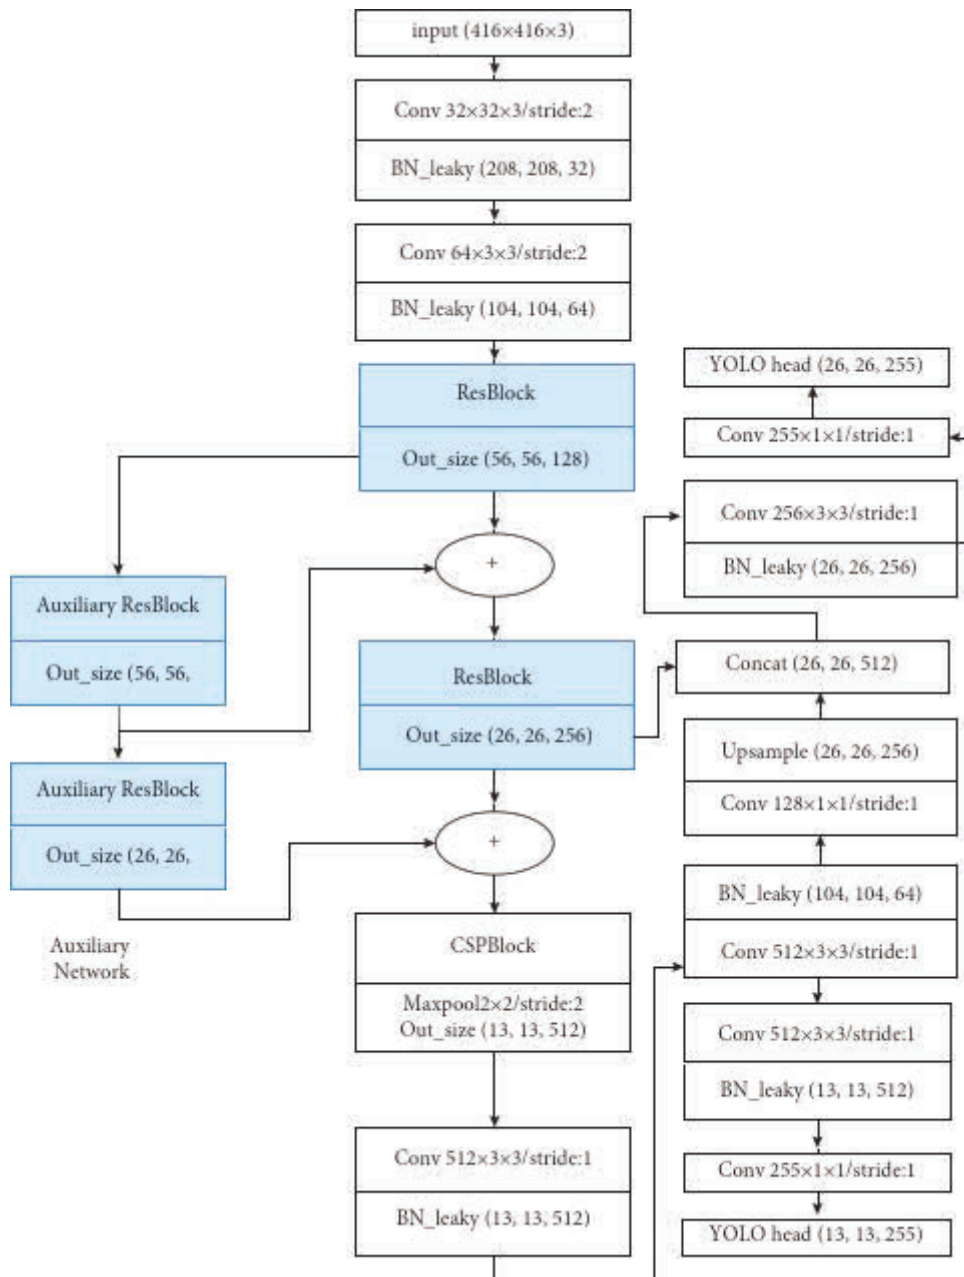 input (416×416×3)
Conv 32×32×3/stride:2
BN_leaky (208, 208, 32)
Conv 64×3×3/stride:2
BN_leaky (104, 104, 64)
ResBlock
Out_size (56, 56, 128)
+
Auxiliary ResBlock
Out_size (56, 56,
ResBlock
Out_size (26, 26, 256)
Auxiliary ResBlock
Out_size (26, 26,
+
Auxiliary
Network
CSPBlock
Maxpool2×2/stride:2
Out_size (13, 13, 512)
Conv 512×3×3/stride:1
BN_leaky (13, 13, 512)
YOLO head (26, 26, 255)
Conv 255×1×1/stride:1
Conv 256×3×3/stride:1
BN_leaky (26, 26, 256)
Concat (26, 26, 512)
Upsample (26, 26, 256)
Conv 128×1×1/stride:1
BN_leaky (104, 104, 64)
Conv 512×3×3/stride:1
Conv 512×3×3/stride:1
BN_leaky (13, 13, 512)
Conv 255×1×1/stride:1
YOLO head (13, 13, 255)